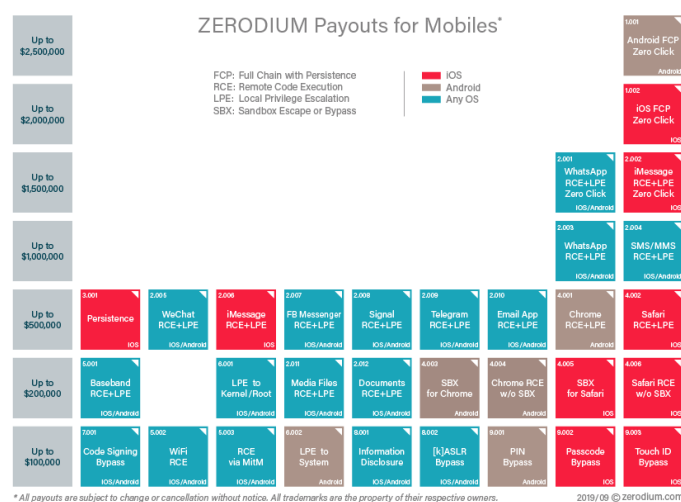 ZERODIUM Payouts for Mobiles*
FCP: Full Chain with Persistence
RCE: Remote Code Execution
LPE: Local Privilege Escalation
SBX: Sandbox Escape or Bypass
iOS
Android
Any OS
Up to
$2,500,000
1.001
Android FCP
Zero Click
Android
Up to
$2,000,000
1.002
iOS FCP
Zero Click
iOS
Up to
$1,500,000
2.001
WhatsApp
RCE+LPE
Zero Click
iOS/Android
2.002
iMessage
RCE+LPE
Zero Click
iOS
Up to
$1,000,000
2.003
WhatsApp
RCE+LPE
iOS/Android
2.004
SMS/MMS
RCE+LPE
iOS/Android
Up to
$500,000
3.001
Persistence
iOS
2.005
WeChat
RCE+LPE
iOS/Android
2.006
iMessage
RCE+LPE
iOS
2.007
FB Messenger
RCE+LPE
iOS/Android
2.008
Signal
RCE+LPE
iOS/Android
2.009
Telegram
RCE+LPE
iOS/Android
2.010
Email App
RCE+LPE
iOS/Android
4.001
Chrome
RCE+LPE
Android
4.002
Safari
RCE+LPE
iOS
Up to
$200,000
5.001
Baseband
RCE+LPE
iOS/Android
6.001
LPE to
Kernel/Root
iOS/Android
2.011
Media Files
RCE+LPE
iOS/Android
2.012
Documents
RCE+LPE
iOS/Android
4.003
SBX
for Chrome
Android
4.004
Chrome RCE
w/o SBX
Android
4.005
SBX
for Safari
iOS
4.006
Safari RCE
w/o SBX
iOS
Up to
$100,000
7.001
Code Signing
Bypass
iOS/Android
5.002
WiFi
RCE
iOS/Android
5.003
RCE
via MitM
iOS/Android
6.002
LPE to
System
Android
8.001
Information
Disclosure
iOS/Android
8.002
[k]ASLR
Bypass
iOS/Android
9.001
PIN
Bypass
Android
9.002
Passcode
Bypass
iOS
9.003
Touch ID
Bypass
iOS
* All payouts are subject to change or cancellation without notice. All trademarks are the property of their respective owners.
2019/09 © zerodium.com